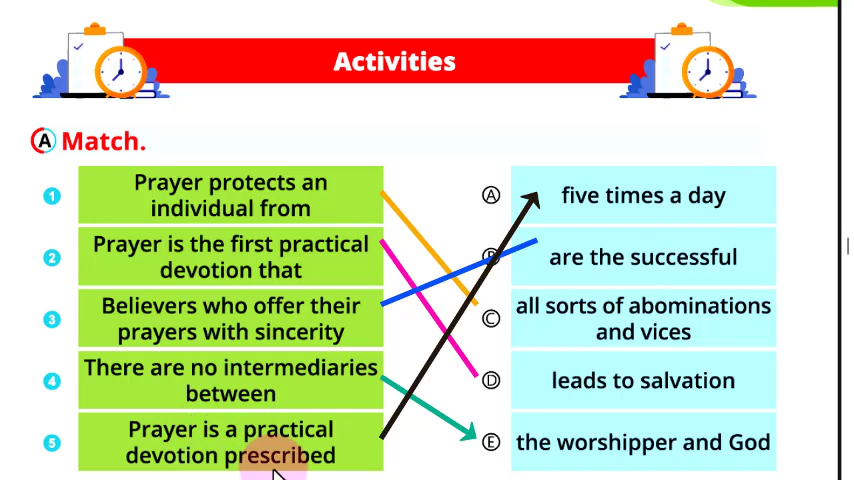 Activities
A Match.
1 Prayer protects an
individual from
A five times a day
2 Prayer is the first practical
devotion that
B are the successful
3 Believers who offer their
prayers with sincerity
C all sorts of abominations
and vices
4 There are no intermediaries
between
D leads to salvation
5 Prayer is a practical
devotion prescribed
E the worshipper and God